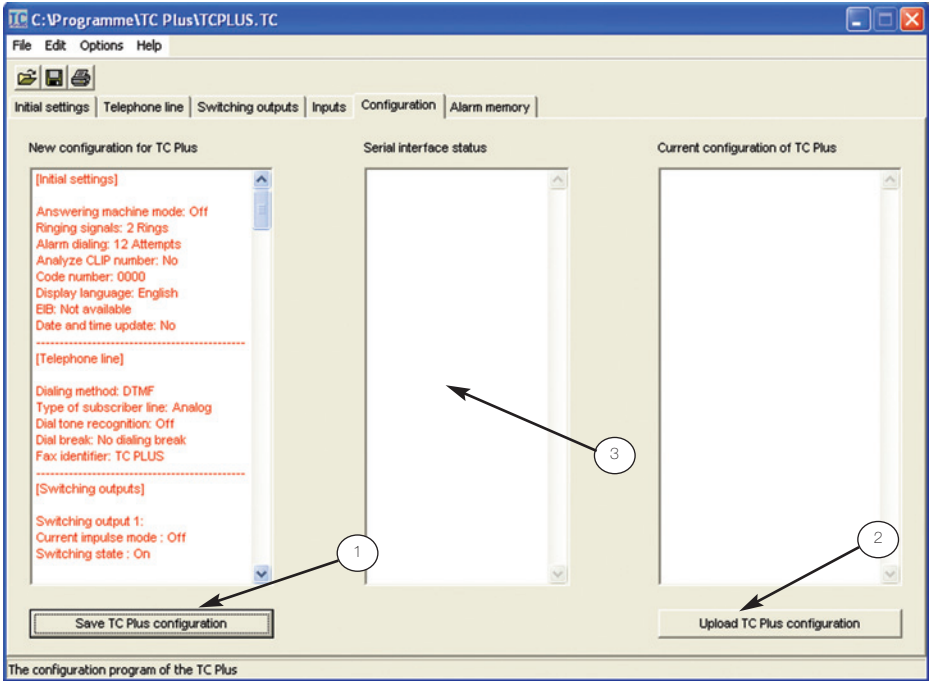 C:\Programme\TC Plus\TCPLUS.TC
File Edit Options Help
Initial settings Telephone line Switching outputs Inputs Configuration Alarm memory
New configuration for TC Plus
[Initial settings]
Answering machine mode: Off
Ringing signals: 2 Rings
Alarm dialing: 12 Attempts
Analyze CLIP number: No
Code number: 0000
Display language: English
EIB: Not available
Date and time update: No
--------------------------------------------
[Telephone line]
Dialing method: DTMF
Type of subscriber line: Analog
Dial tone recognition: Off
Dial break: No dialing break
Fax identifier: TC PLUS
--------------------------------------------
[Switching outputs]
Switching output 1:
Current impulse mode : Off
Switching state : On
Serial interface status
Current configuration of TC Plus
1
2
3
Save TC Plus configuration
Upload TC Plus configuration
The configuration program of the TC Plus